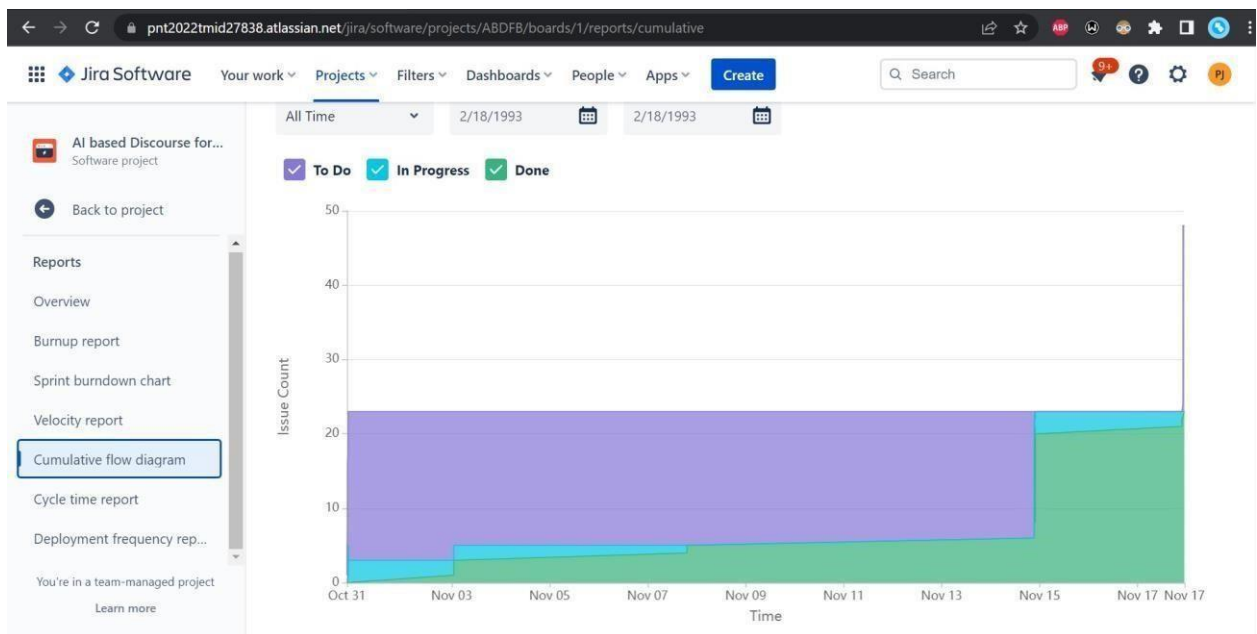 pnt2022tmid27838.atlassian.net/jira/software/projects/ABDFB/boards/1/reports/cumulative
ABP
Jira Software Your work Projects Filters Dashboards People Apps Create Search 9+ PJ
All Time 2/18/1993 2/18/1993
AI based Discourse for...
Software project
To Do In Progress Done
Back to project
Reports
Overview
Burnup report
Sprint burndown chart
Velocity report
Cumulative flow diagram
Cycle time report
Deployment frequency rep...
You're in a team-managed project
Learn more
50
40
30
20
10
0
Issue Count
Oct 31 Nov 03 Nov 05 Nov 07 Nov 09 Nov 11 Nov 13 Nov 15 Nov 17 Nov 17
Time